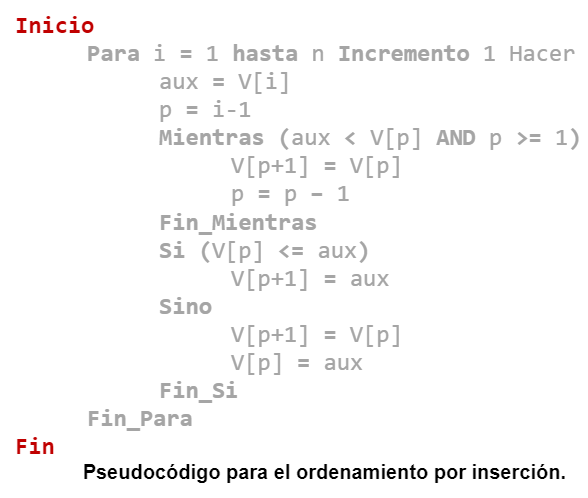 Inicio
Para i = 1 hasta n Incremento 1 Hacer
aux = V[i]
p = i-1
Mientras (aux < V[p] AND p >= 1)
V[p+1] = V[p]
p = p – 1
Fin_Mientras
Si (V[p] <= aux)
V[p+1] = aux
Sino
V[p+1] = V[p]
V[p] = aux
Fin_Si
Fin_Para
Fin
Pseudocódigo para el ordenamiento por inserción.